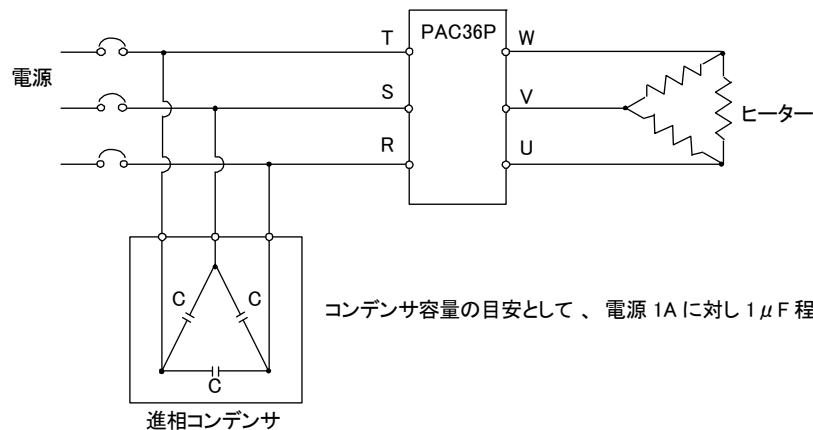 T
PAC36P
W
電源
S
V
ヒーター
R
U
C
C
コンデンサ容量の目安として 、 電源 1A に対し 1 μ F 程
C
進相コンデンサ